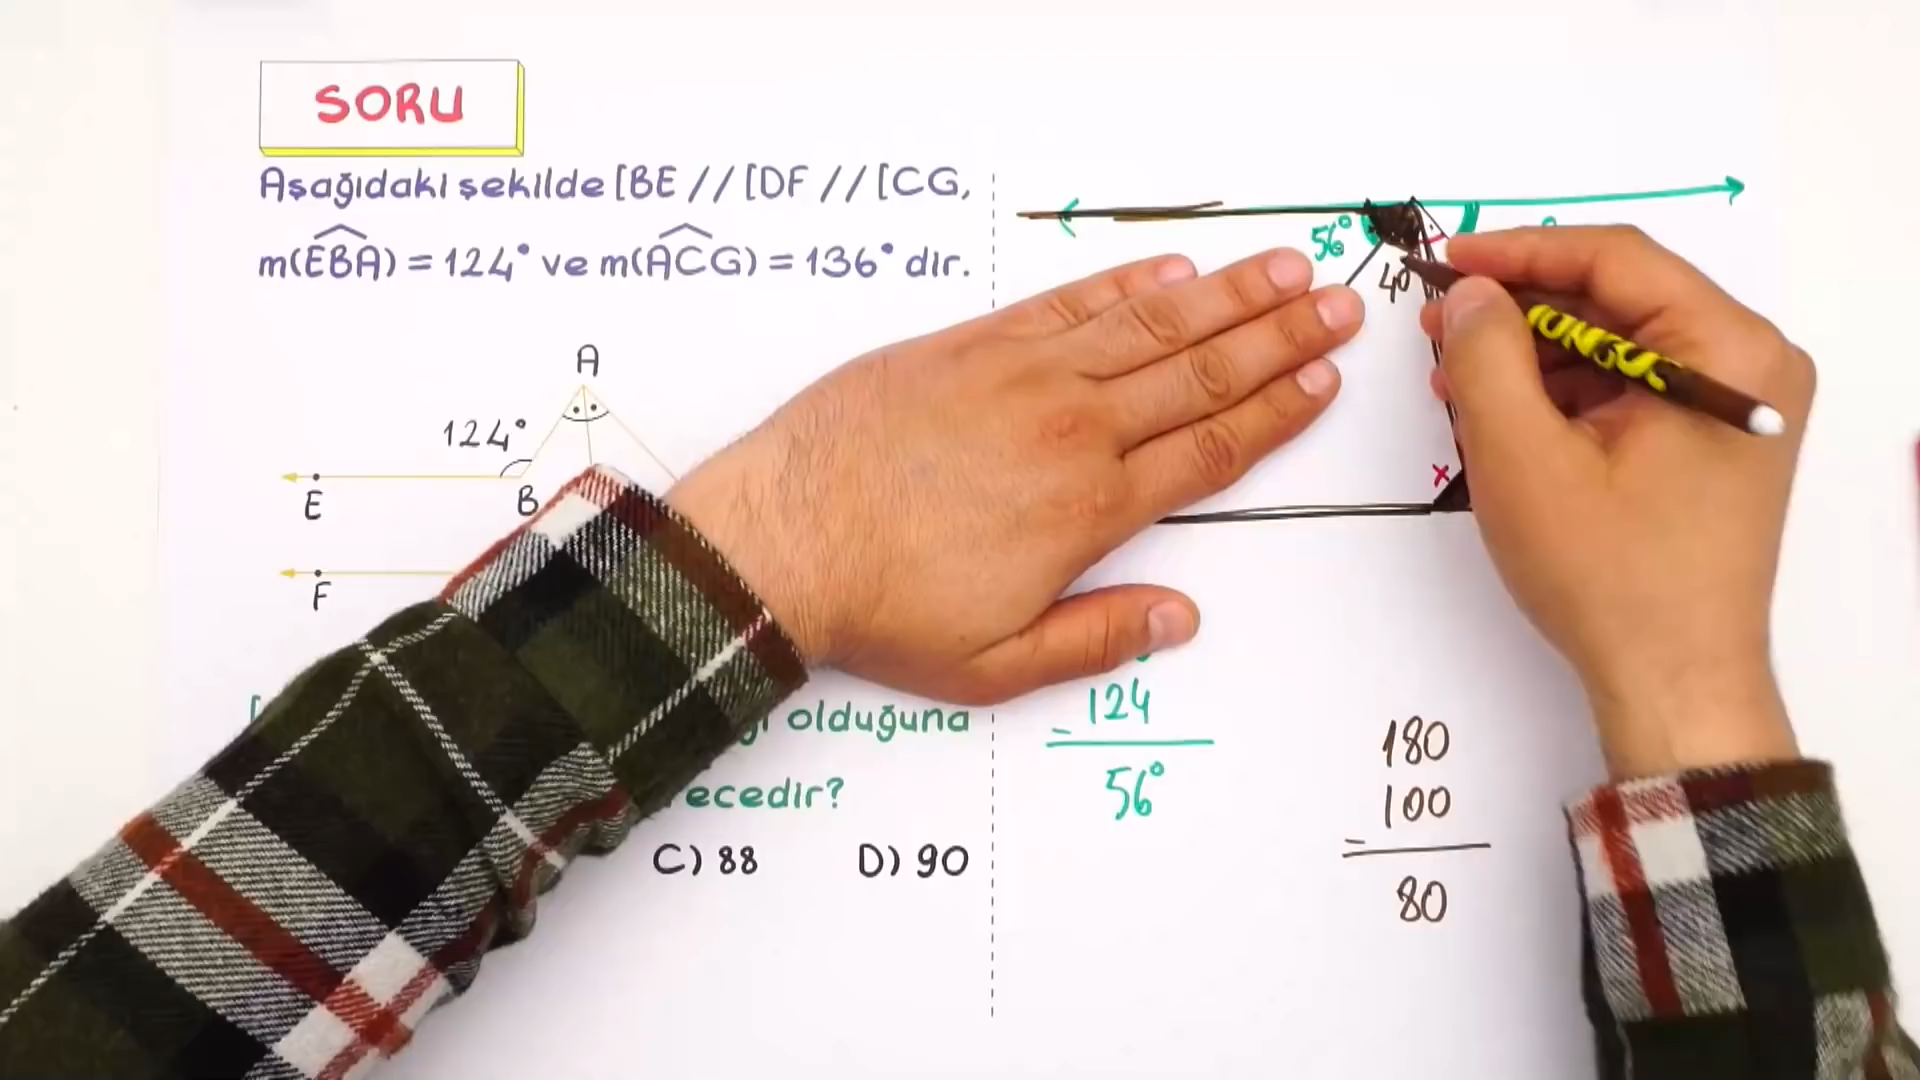 SORU
Aşağıdaki şekilde [BE // [DF // [CG,
m(EBA) = 124° ve m(ACG) = 136° dir.
A
124°
E
B
F
olduğuna
ecedir?
C) 88
D) 90
56°
40
x
124
-
56°
180
100
-
80